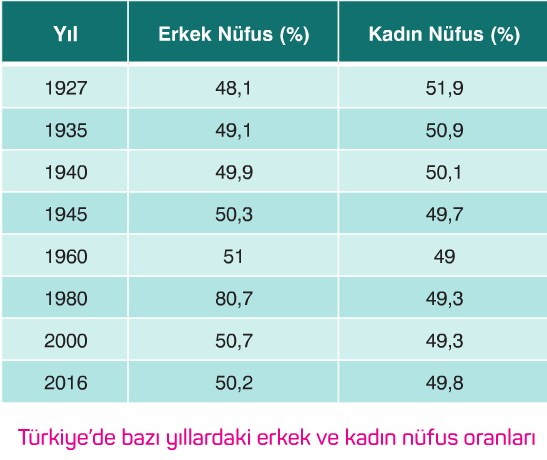 Yıl Erkek Nüfus (%) Kadın Nüfus (%)
1927 48,1 51,9
1935 49,1 50,9
1940 49,9 50,1
1945 50,3 49,7
1960 51 49
1980 80,7 49,3
2000 50,7 49,3
2016 50,2 49,8
Türkiye'de bazı yıllardaki erkek ve kadın nüfus oranları